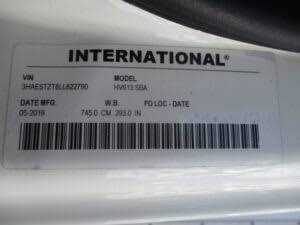 INTERNATIONAL®
VIN MODEL
3HAESTZT8LL822790 HV613 SBA
DATE MFG. W.B. PD LOC - DATE
05-2019 745.0 CM 293.0 IN